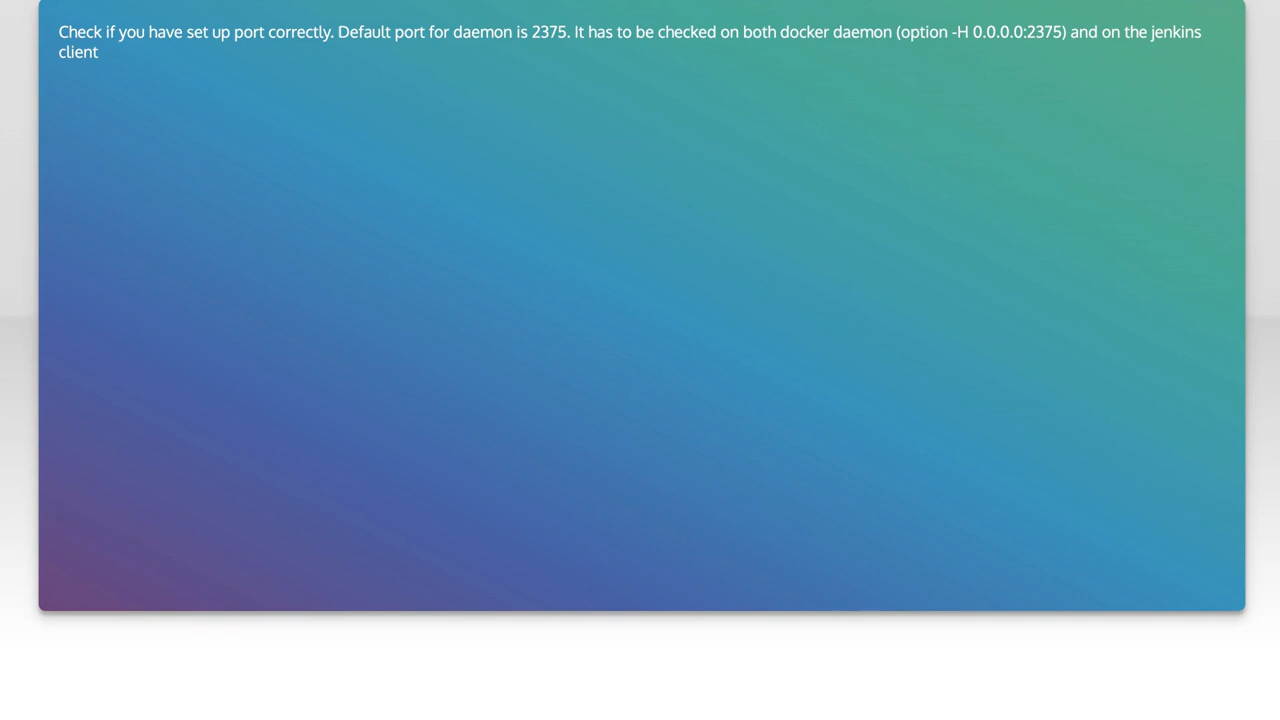 Check if you have set up port correctly. Default port for daemon is 2375. It has to be checked on both docker daemon (option -H 0.0.0.0:2375) and on the jenkins
client